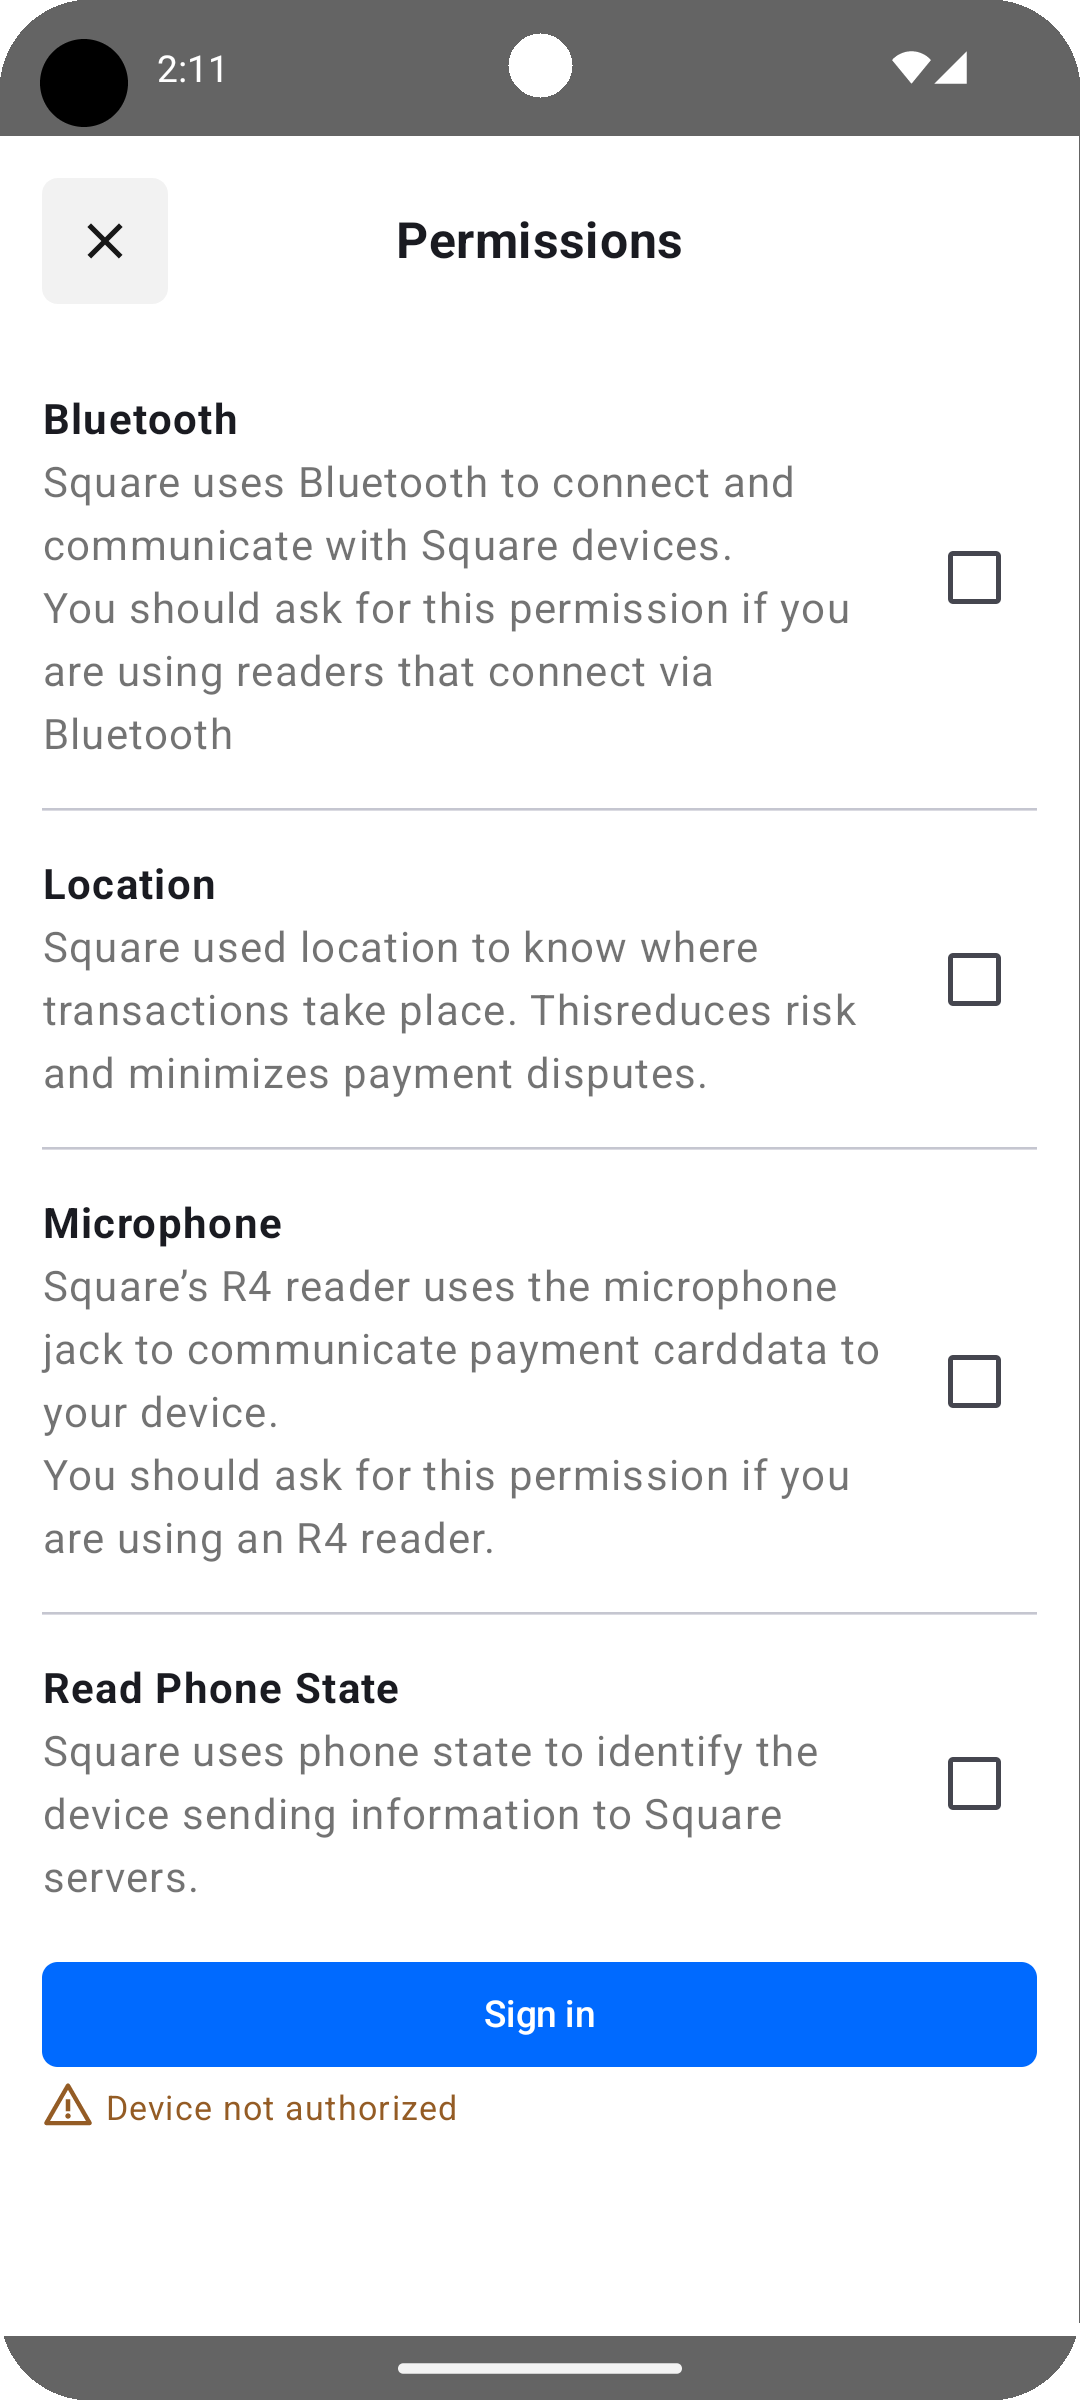 2:11
Permissions
Bluetooth
Square uses Bluetooth to connect and
communicate with Square devices.
You should ask for this permission if you
are using readers that connect via
Bluetooth
Location
Square used location to know where
transactions take place. Thisreduces risk
and minimizes payment disputes.
Microphone
Square’s R4 reader uses the microphone
jack to communicate payment carddata to
your device.
You should ask for this permission if you
are using an R4 reader.
Read Phone State
Square uses phone state to identify the
device sending information to Square
servers.
Sign in
Device not authorized